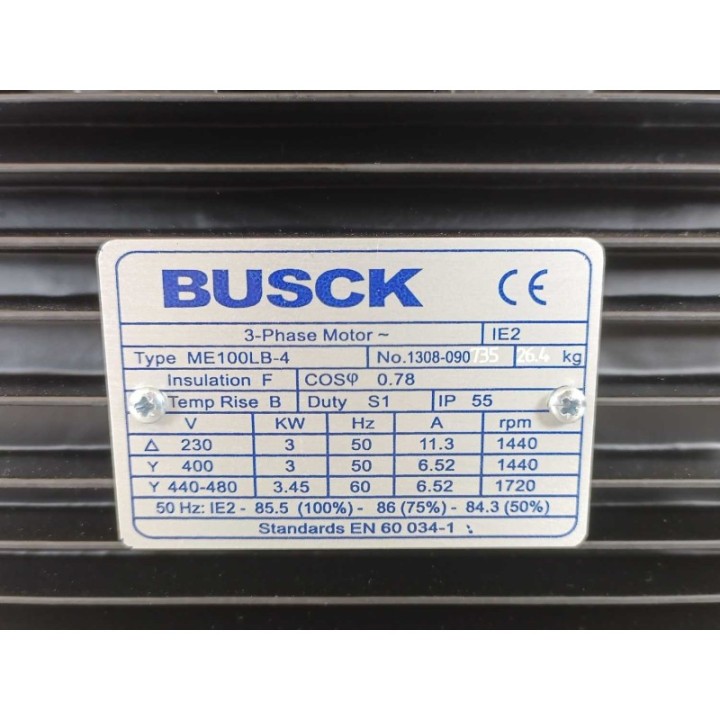 BUSCK CE
3-Phase Motor ~ IE2
Type ME100LB-4 No.1308-090/35 26.4 kg
Insulation F COSφ 0.78
Temp Rise B Duty S1 IP 55
V KW Hz A rpm
Δ 230 3 50 11.3 1440
Y 400 3 50 6.52 1440
Y 440-480 3.45 60 6.52 1720
50 Hz: IE2 - 85.5 (100%) - 86 (75%) - 84.3 (50%)
Standards EN 60 034-1